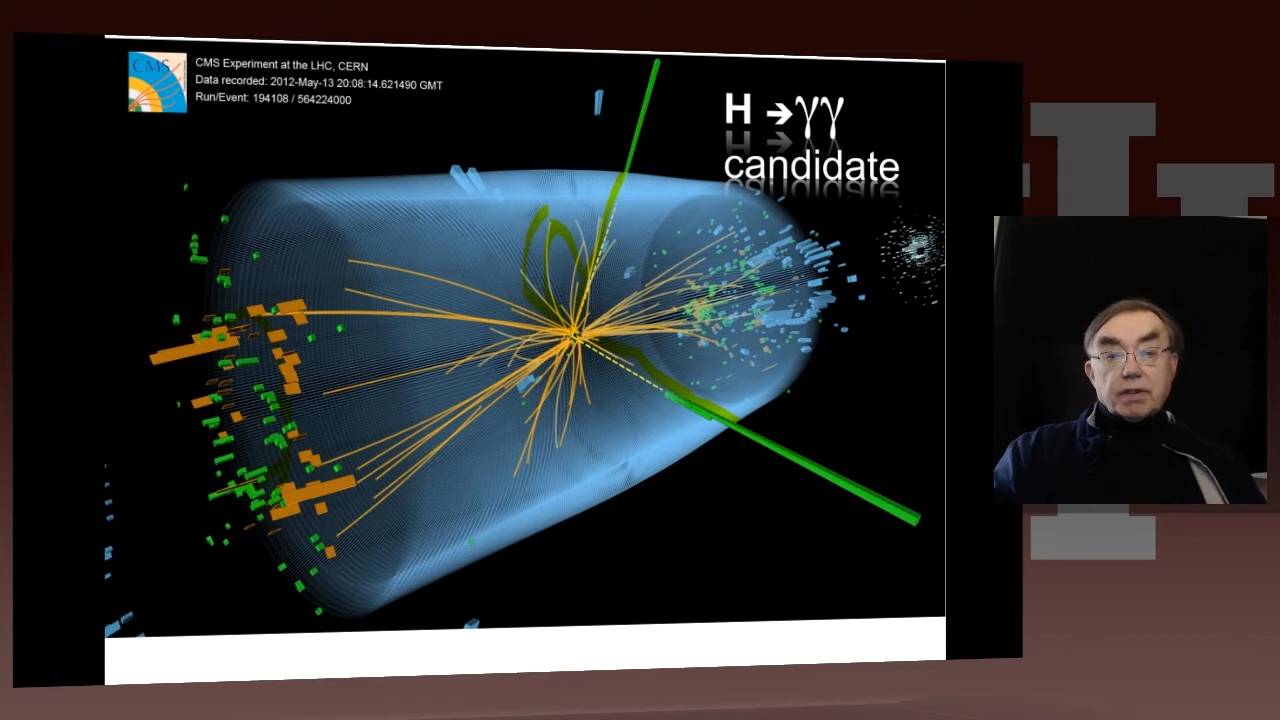 CMS
CMS Experiment at the LHC, CERN
Data recorded: 2012-May-13 20:08:14.621490 GMT
Run/Event: 194108 / 564224000
H →γγ
candidate